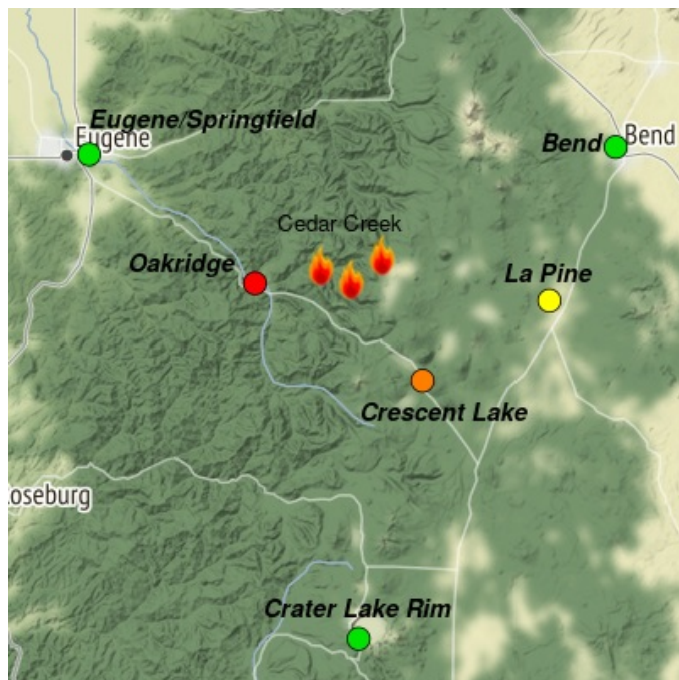 Eugene/Springfield
Eugene
Bend
Bend
Cedar Creek
Oakridge
La Pine
Crescent Lake
oseburg
Crater Lake Rim